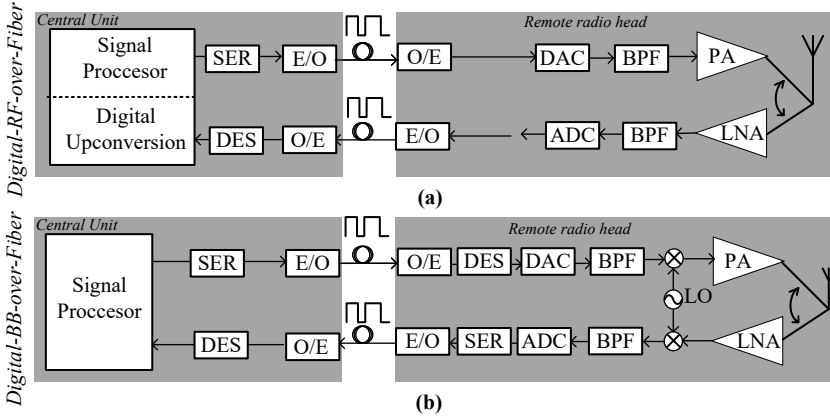 Digital-RF-over-Fiber
Central Unit
Remote radio head
Signal
Proccesor
SER
E/O
O/E
DAC
BPF
PA
Digital
Upconversion
DES
O/E
E/O
ADC
BPF
LNA
(a)
Digital-BB-over-Fiber
Central Unit
Remote radio head
Signal
Proccesor
SER
E/O
O/E
DES
DAC
BPF
PA
LO
DES
O/E
E/O
SER
ADC
BPF
LNA
(b)